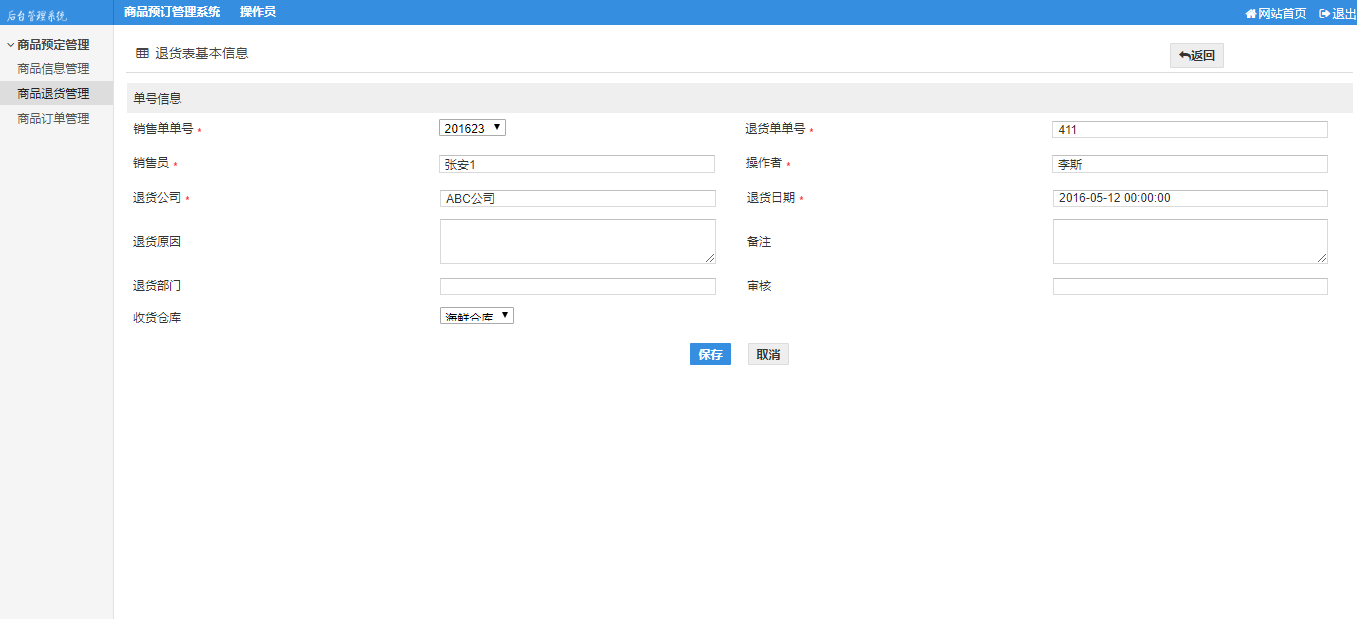 后台管理系统 商品预订管理系统 操作员 网站首页 退出
商品预定管理
商品信息管理
商品退货管理
商品订单管理
退货表基本信息 返回
单号信息
销售单单号 * 201623 退货单单号 * 411
销售员 * 张安1 操作者 * 李斯
退货公司 * ABC公司 退货日期 * 2016-05-12 00:00:00
退货原因 备注
退货部门 审核
收货仓库 海鲜仓库
保存 取消